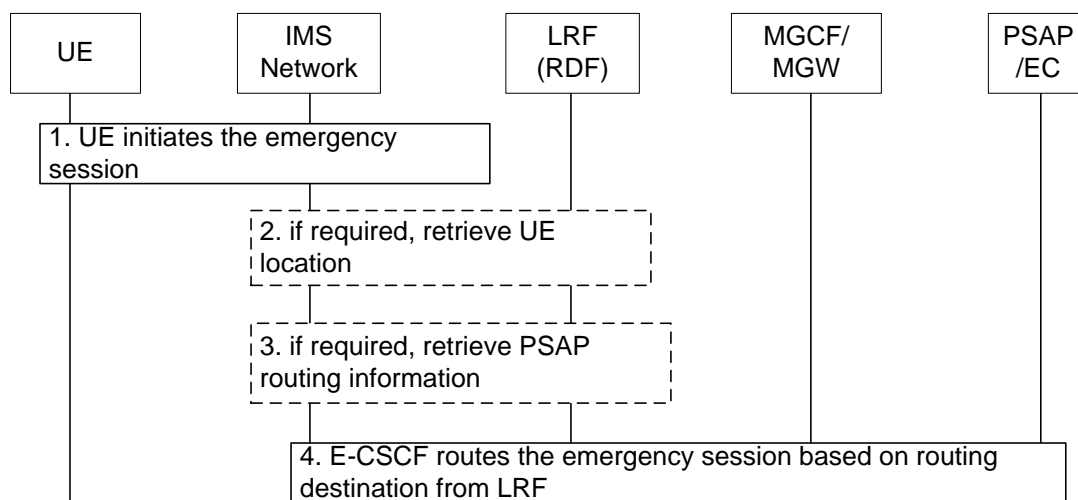 UE
IMS
Network
LRF
(RDF)
MGCF/
MGW
PSAP
/EC
1. UE initiates the emergency
session
2. if required, retrieve UE
location
3. if required, retrieve PSAP
routing information
4. E-CSCF routes the emergency session based on routing
destination from LRF